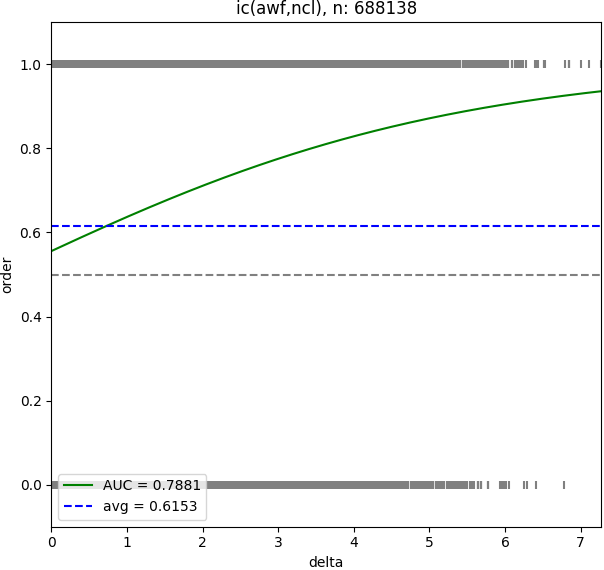 ic(awf,ncl), n: 688138
order
1.0
0.8
0.6
0.4
0.2
0.0
AUC = 0.7881
avg = 0.6153
0 1 2 3 4 5 6 7
delta